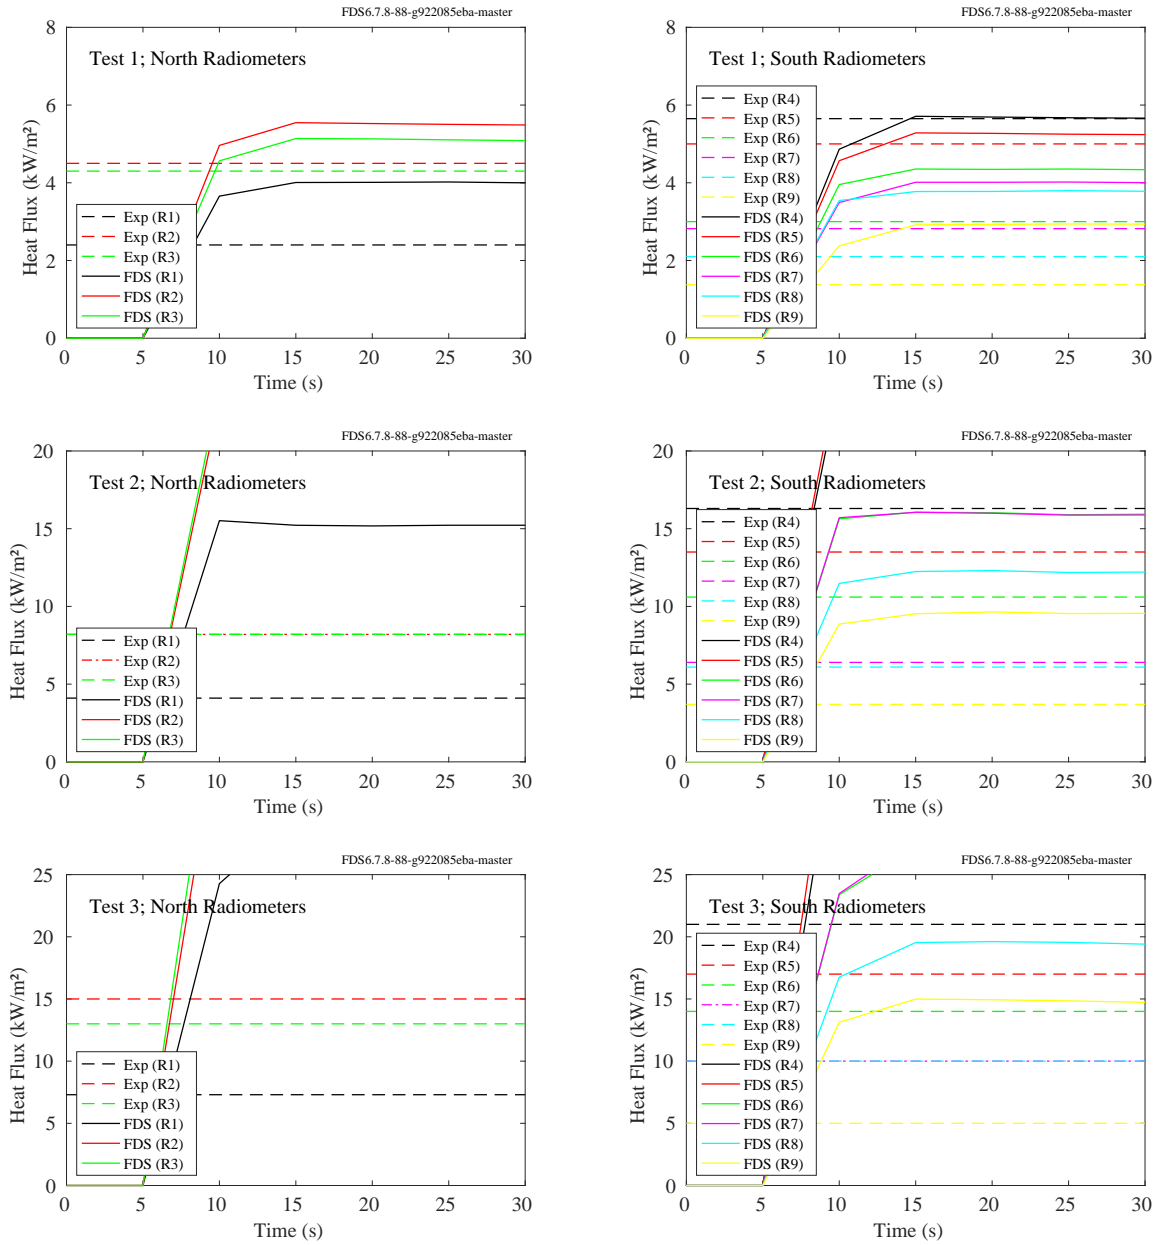 FDS6.7.8-88-g922085eba-master
Test 1; North Radiometers
Heat Flux (kW/m²)
8
6
4
2
0
Exp (R1)
Exp (R2)
Exp (R3)
FDS (R1)
FDS (R2)
FDS (R3)
0 5 10 15 20 25 30
Time (s)
FDS6.7.8-88-g922085eba-master
Test 1; South Radiometers
Heat Flux (kW/m²)
8
6
4
2
0
Exp (R4)
Exp (R5)
Exp (R6)
Exp (R7)
Exp (R8)
Exp (R9)
FDS (R4)
FDS (R5)
FDS (R6)
FDS (R7)
FDS (R8)
FDS (R9)
0 5 10 15 20 25 30
Time (s)
FDS6.7.8-88-g922085eba-master
Test 2; North Radiometers
Heat Flux (kW/m²)
20
15
10
5
0
Exp (R1)
Exp (R2)
Exp (R3)
FDS (R1)
FDS (R2)
FDS (R3)
0 5 10 15 20 25 30
Time (s)
FDS6.7.8-88-g922085eba-master
Test 2; South Radiometers
Heat Flux (kW/m²)
20
15
10
5
0
Exp (R4)
Exp (R5)
Exp (R6)
Exp (R7)
Exp (R8)
Exp (R9)
FDS (R4)
FDS (R5)
FDS (R6)
FDS (R7)
FDS (R8)
FDS (R9)
0 5 10 15 20 25 30
Time (s)
FDS6.7.8-88-g922085eba-master
Test 3; North Radiometers
Heat Flux (kW/m²)
25
20
15
10
5
0
Exp (R1)
Exp (R2)
Exp (R3)
FDS (R1)
FDS (R2)
FDS (R3)
0 5 10 15 20 25 30
Time (s)
FDS6.7.8-88-g922085eba-master
Test 3; South Radiometers
Heat Flux (kW/m²)
25
20
15
10
5
0
Exp (R4)
Exp (R5)
Exp (R6)
Exp (R7)
Exp (R8)
Exp (R9)
FDS (R4)
FDS (R5)
FDS (R6)
FDS (R7)
FDS (R8)
FDS (R9)
0 5 10 15 20 25 30
Time (s)